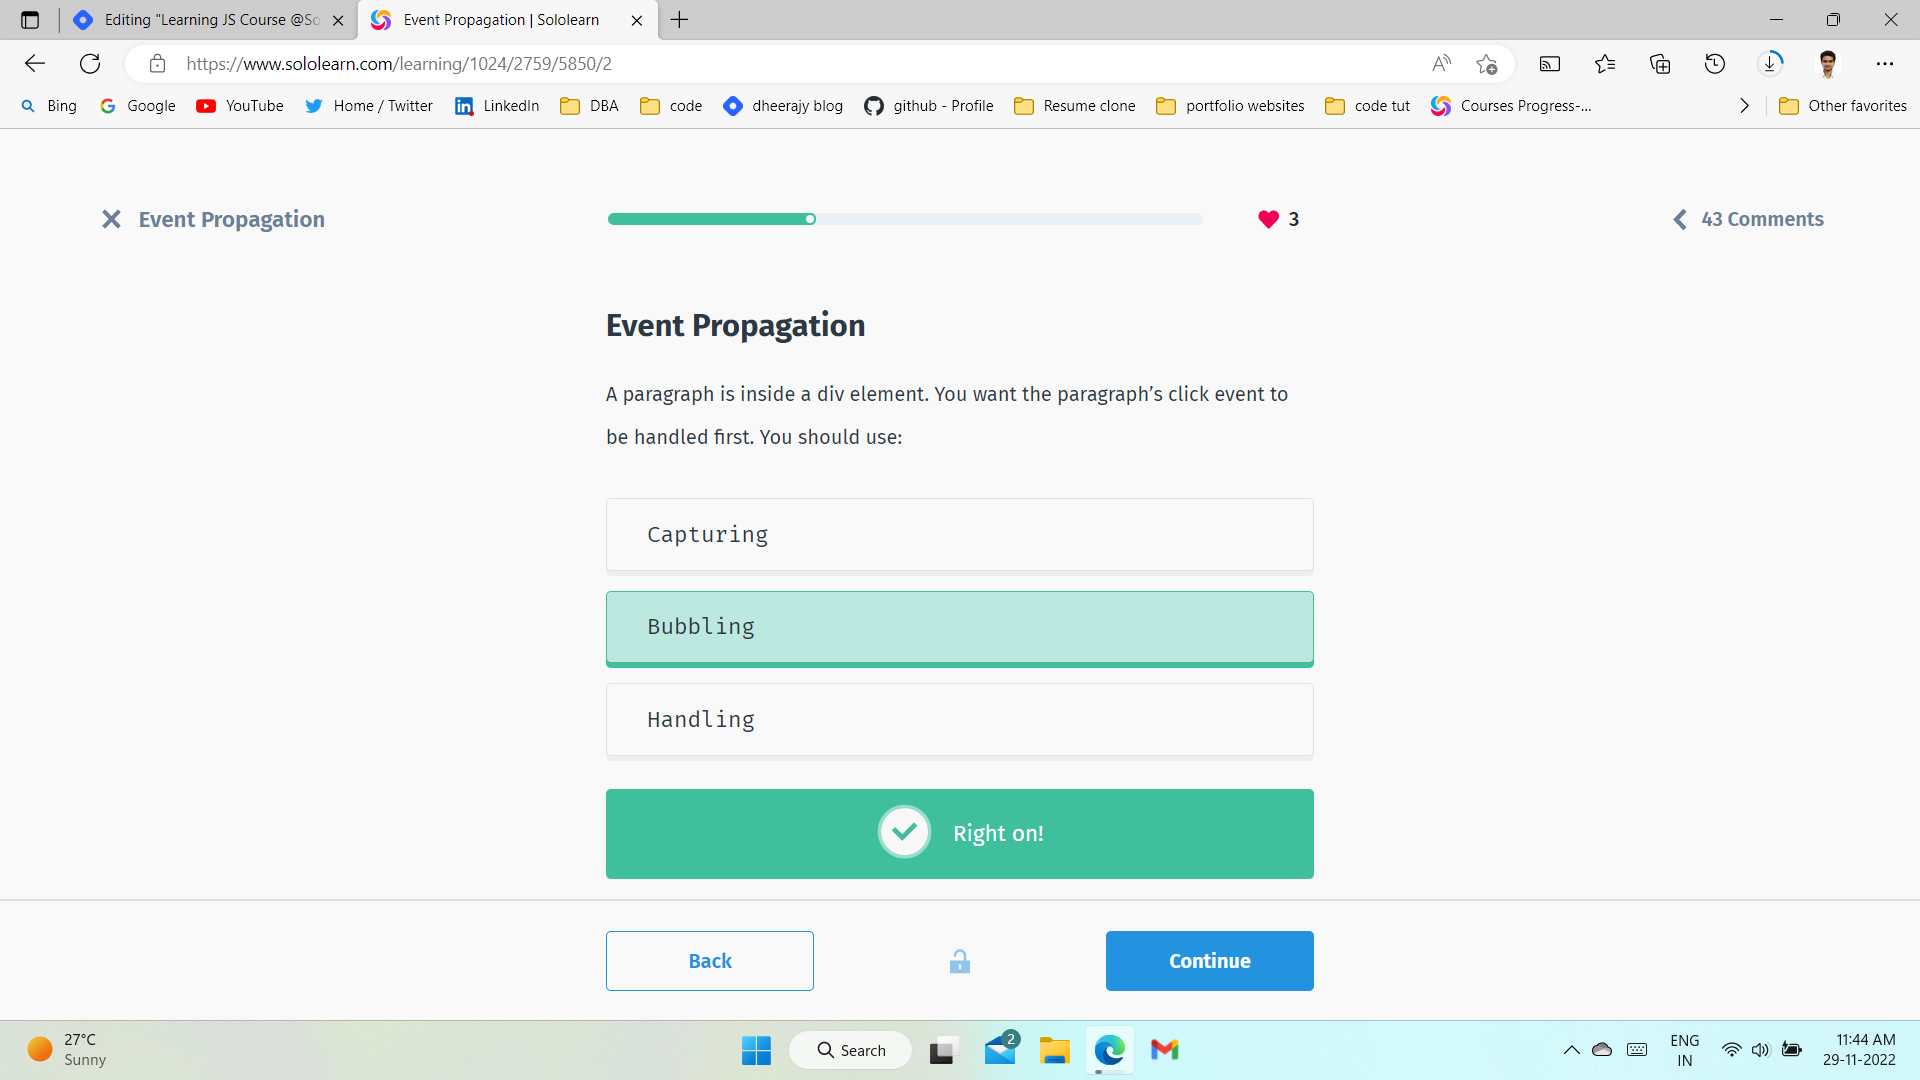 Editing "Learning JS Course @So
Event Propagation | Sololearn
https://www.sololearn.com/learning/1024/2759/5850/2
Bing
Google
YouTube
Home / Twitter
LinkedIn
DBA
code
dheerajy blog
github - Profile
Resume clone
portfolio websites
code tut
Courses Progress-...
Other favorites
Event Propagation
3
43 Comments
Event Propagation
A paragraph is inside a div element. You want the paragraph’s click event to
be handled first. You should use:
Capturing
Bubbling
Handling
Right on!
Back
Continue
27°C
Sunny
Search
2
ENG
IN
11:44 AM
29-11-2022